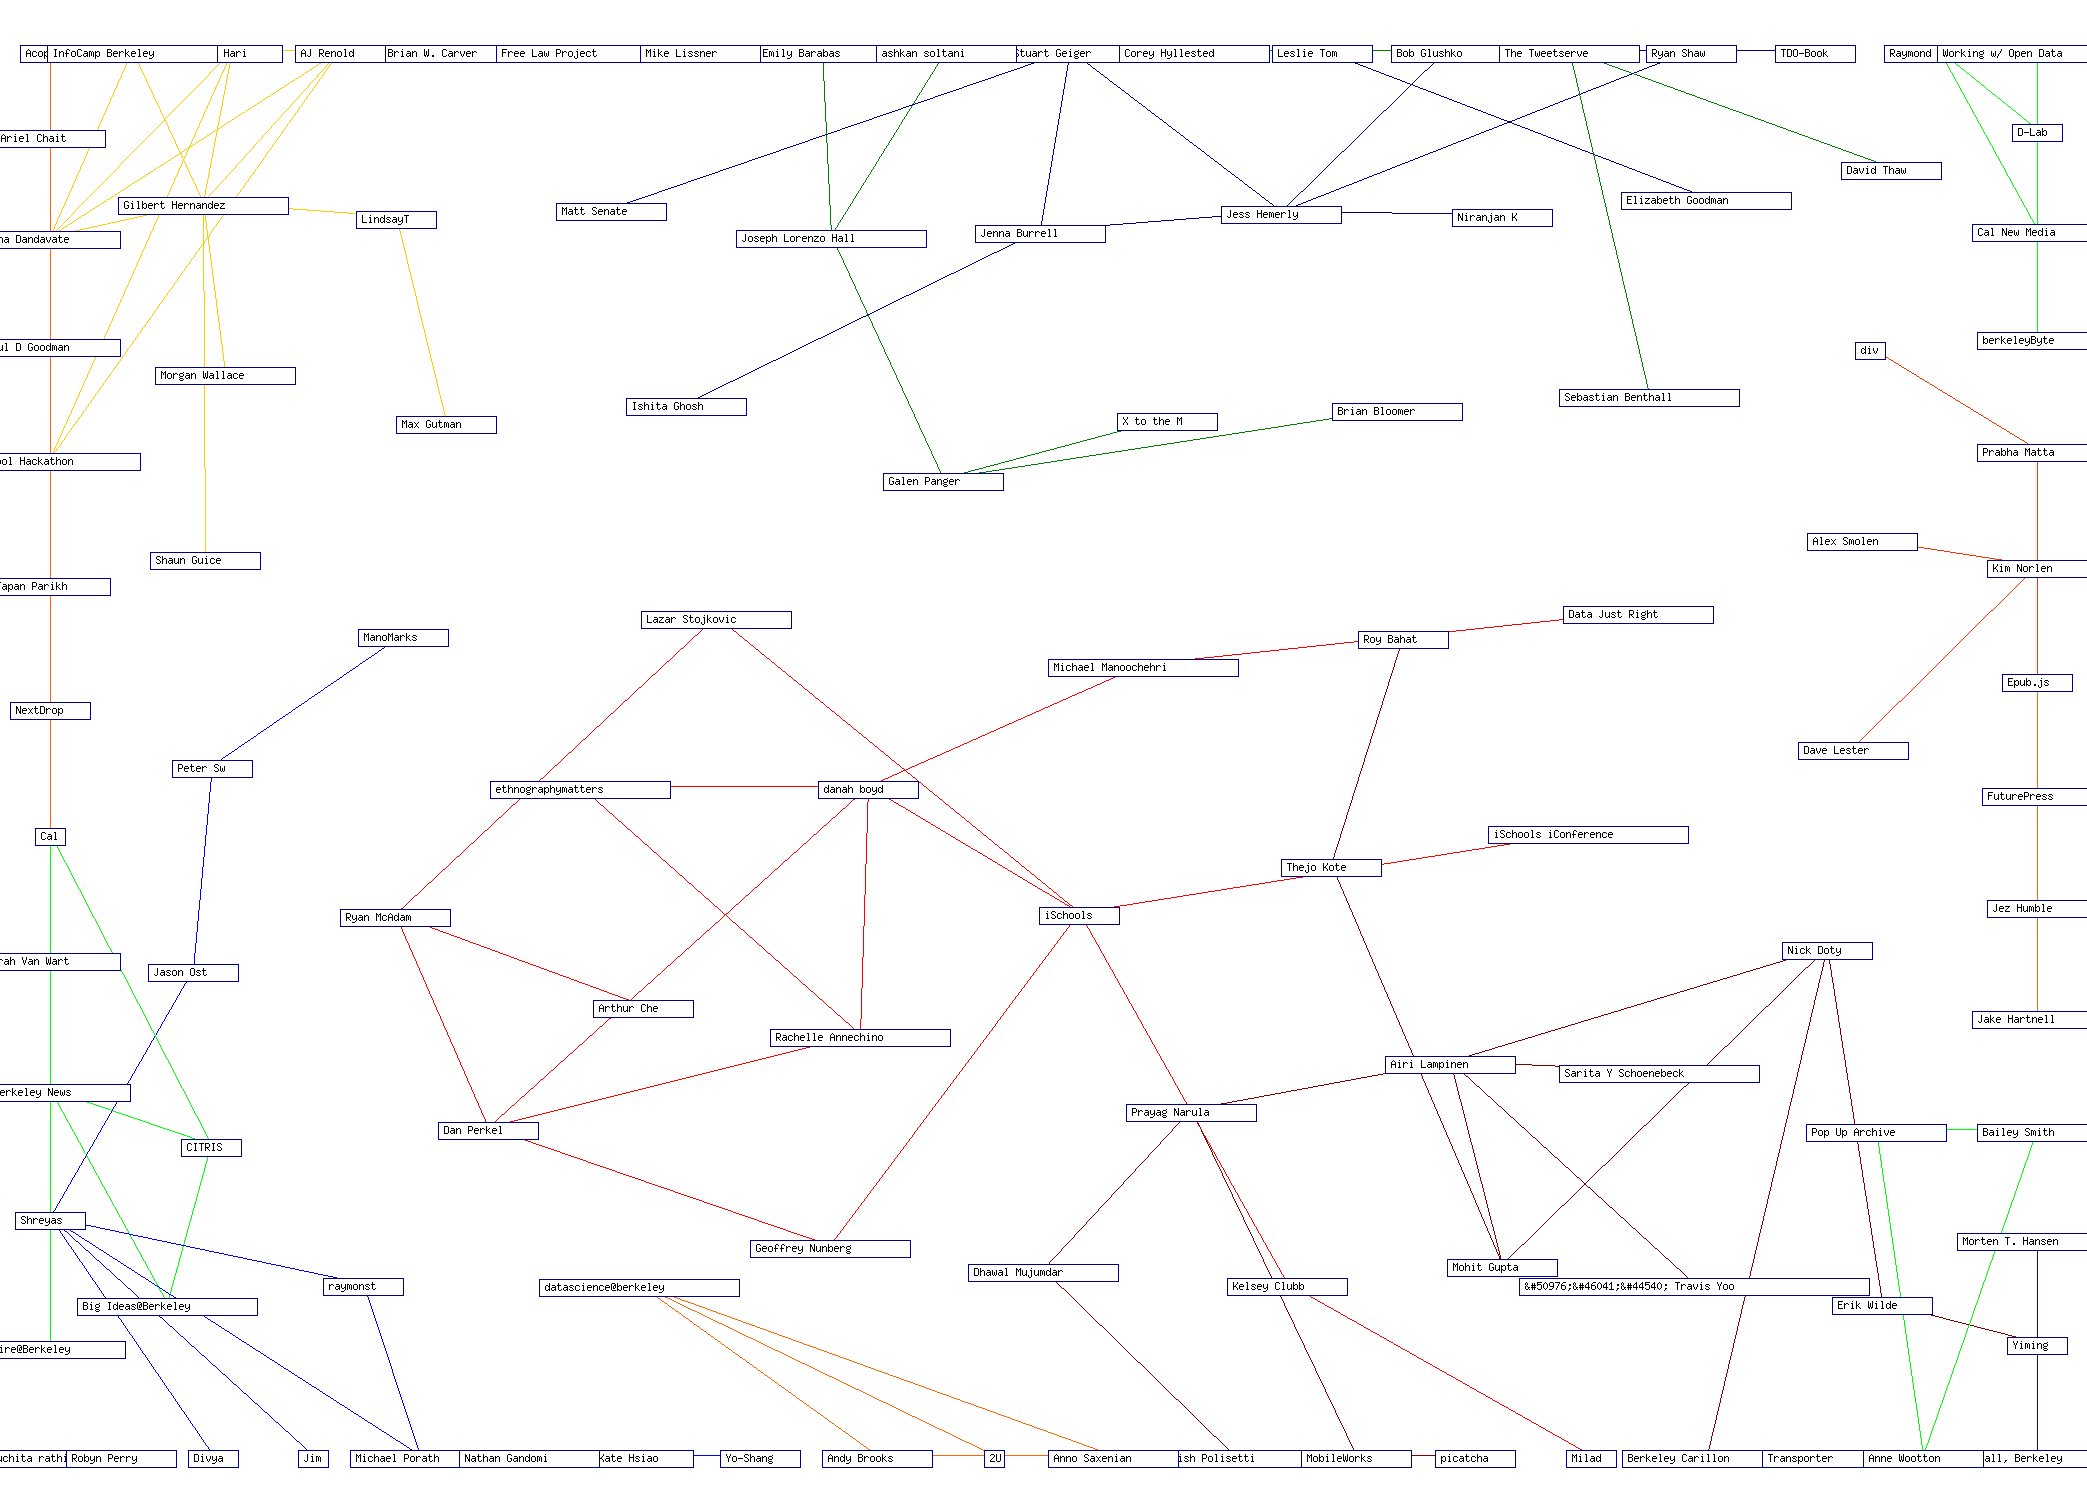 Acop
InfoCamp Berkeley
Hari
AJ Renold
Brian W. Carver
Free Law Project
Mike Lissner
Emily Barabas
ashkan soltani
Stuart Geiger
Corey Hyllested
Leslie Tom
Bob Glushko
The Tweetserve
Ryan Shaw
TDO-Book
Raymond
Working w/ Open Data
Ariel Chait
D-Lab
David Thaw
Elizabeth Goodman
Gilbert Hernandez
LindsayT
Matt Senate
Jess Hemerly
Niranjan K
Jenna Burrell
Cal New Media
na Dandavate
Joseph Lorenzo Hall
berkeleyByte
ul D Goodman
div
Morgan Wallace
Sebastian Benthall
Ishita Ghosh
Brian Bloomer
X to the M
Max Gutman
Prabha Matta
ool Hackathon
Galen Panger
Alex Smolen
Shaun Guice
Kim Norlen
Tapan Parikh
Data Just Right
Lazar Stojkovic
ManoMarks
Roy Bahat
Michael Manoochehri
Epub.js
NextDrop
Dave Lester
Peter Sw
ethnographymatters
danah boyd
FuturePress
Cal
iSchools iConference
Thejo Kote
Jez Humble
Ryan McAdam
iSchools
Nick Doty
rah Van Wart
Jason Ost
Arthur Che
Jake Hartnell
Rachelle Annechino
Airi Lampinen
Sarita Y Schoenebeck
erkeley News
Prayag Narula
Dan Perkel
Pop Up Archive
Bailey Smith
CITRIS
Shreyas
Morten T. Hansen
Geoffrey Nunberg
Dhawal Mujumdar
Mohit Gupta
raymonst
datascience@berkeley
Kelsey Clubb
&#50976;&#46041;&#44540; Travis Yoo
Big Ideas@Berkeley
Erik Wilde
Yiming
ire@Berkeley
uchita rathi
Robyn Perry
Divya
Jim
Michael Porath
Nathan Gandomi
Kate Hsiao
Yo-Shang
Andy Brooks
2U
Anno Saxenian
ish Polisetti
MobileWorks
picatcha
Milad
Berkeley Carillon
Transporter
Anne Wootton
all, Berkeley